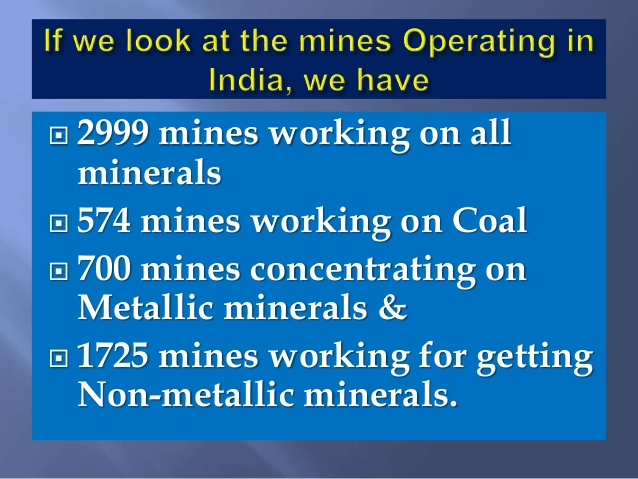 If we look at the mines Operating in
India, we have
2999 mines working on all
minerals
574 mines working on Coal
700 mines concentrating on
Metallic minerals &
1725 mines working for getting
Non-metallic minerals.